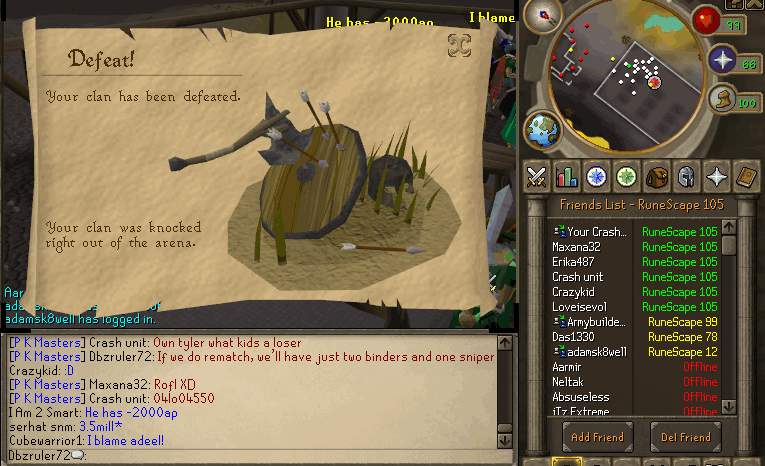 He has -2000ap
I blame
Defeat!
Your clan has been defeated.
Your clan was knocked
right out of the arena.
adamsk8well has logged in.
[P K Masters] Crash unit: Own tyler what kids a loser
[P K Masters] Dbzruler72: If we do rematch, we'll have just two binders and one sniper
Crazykid: :D
[P K Masters] Maxana32: Rofl XD
[P K Masters] Crash unit: 04lo04550
I Am 2 Smart: He has -2000ap
serhat snm: 3.5mill*
Cubewarrior1: I blame adeel!
Dbzruler72:
99
66
100
Friends List - RuneScape 105
Your Crash... RuneScape 105
Maxana32 RuneScape 105
Erika487 RuneScape 105
Crash unit RuneScape 105
Crazykid RuneScape 105
Loveisevol RuneScape 105
Armybuilde... RuneScape 99
Das1330 RuneScape 78
adamsk8well RuneScape 12
Aarmir Offline
Neltak Offline
Absuseless Offline
iTz Extreme Offline
Add Friend
Del Friend